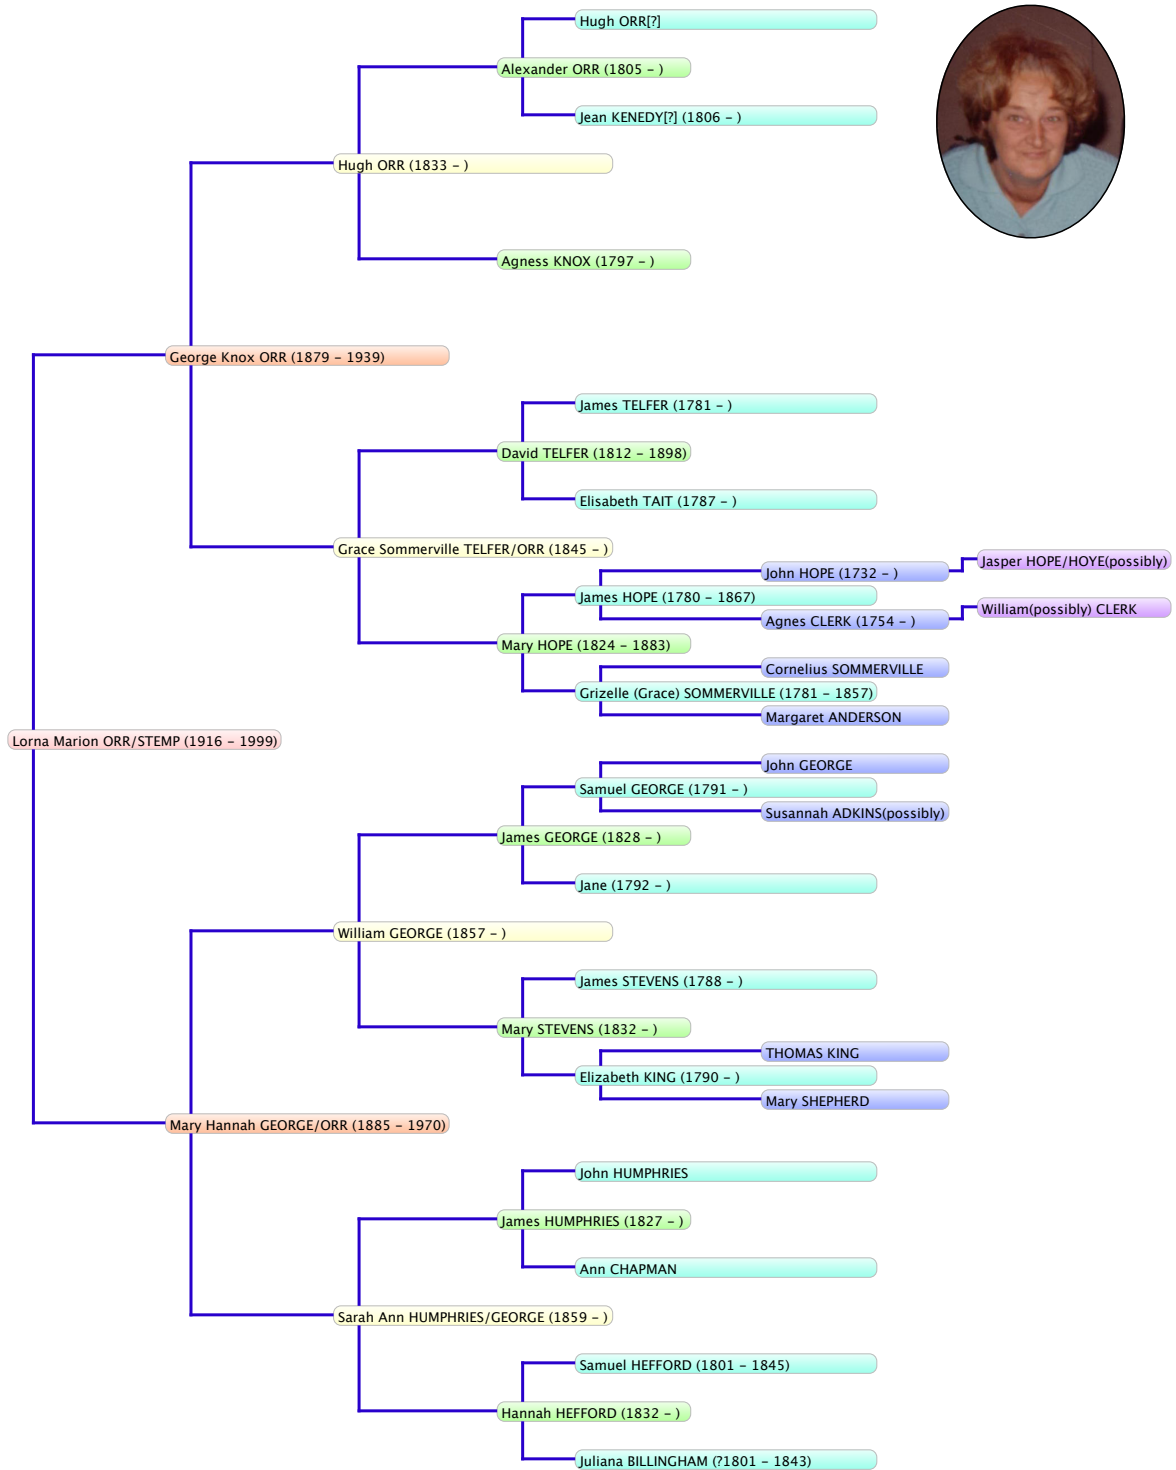 Hugh ORR[?]
Alexander ORR (1805 – )
Jean KENEDY[?] (1806 – )
Hugh ORR (1833 – )
Agness KNOX (1797 – )
George Knox ORR (1879 – 1939)
James TELFER (1781 – )
David TELFER (1812 – 1898)
Elisabeth TAIT (1787 – )
Grace Sommerville TELFER/ORR (1845 – )
Jasper HOPE/HOYE(possibly)
John HOPE (1732 – )
James HOPE (1780 – 1867)
William(possibly) CLERK
Agnes CLERK (1754 – )
Mary HOPE (1824 – 1883)
Cornelius SOMMERVILLE
Grizelle (Grace) SOMMERVILLE (1781 – 1857)
Margaret ANDERSON
Lorna Marion ORR/STEMP (1916 – 1999)
John GEORGE
Samuel GEORGE (1791 – )
Susannah ADKINS(possibly)
James GEORGE (1828 – )
Jane (1792 – )
William GEORGE (1857 – )
James STEVENS (1788 – )
Mary STEVENS (1832 – )
THOMAS KING
Elizabeth KING (1790 – )
Mary SHEPHERD
Mary Hannah GEORGE/ORR (1885 – 1970)
John HUMPHRIES
James HUMPHRIES (1827 – )
Ann CHAPMAN
Sarah Ann HUMPHRIES/GEORGE (1859 – )
Samuel HEFFORD (1801 – 1845)
Hannah HEFFORD (1832 – )
Juliana BILLINGHAM (?1801 – 1843)